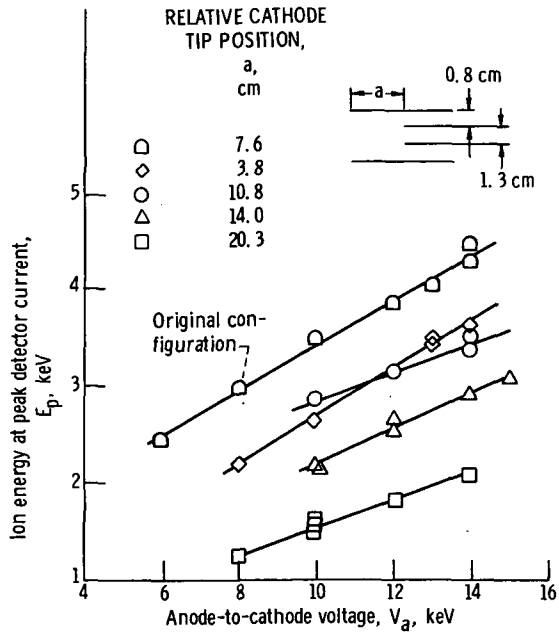 RELATIVE CATHODE
TIP POSITION,
a,
cm
7.6
3.8
10.8
14.0
20.3
a
0.8 cm
1.3 cm
Original con-
figuration
Ion energy at peak detector current,
E_p, keV
5
4
3
2
1
4
6
8
10
12
14
16
Anode-to-cathode voltage, V_a, keV